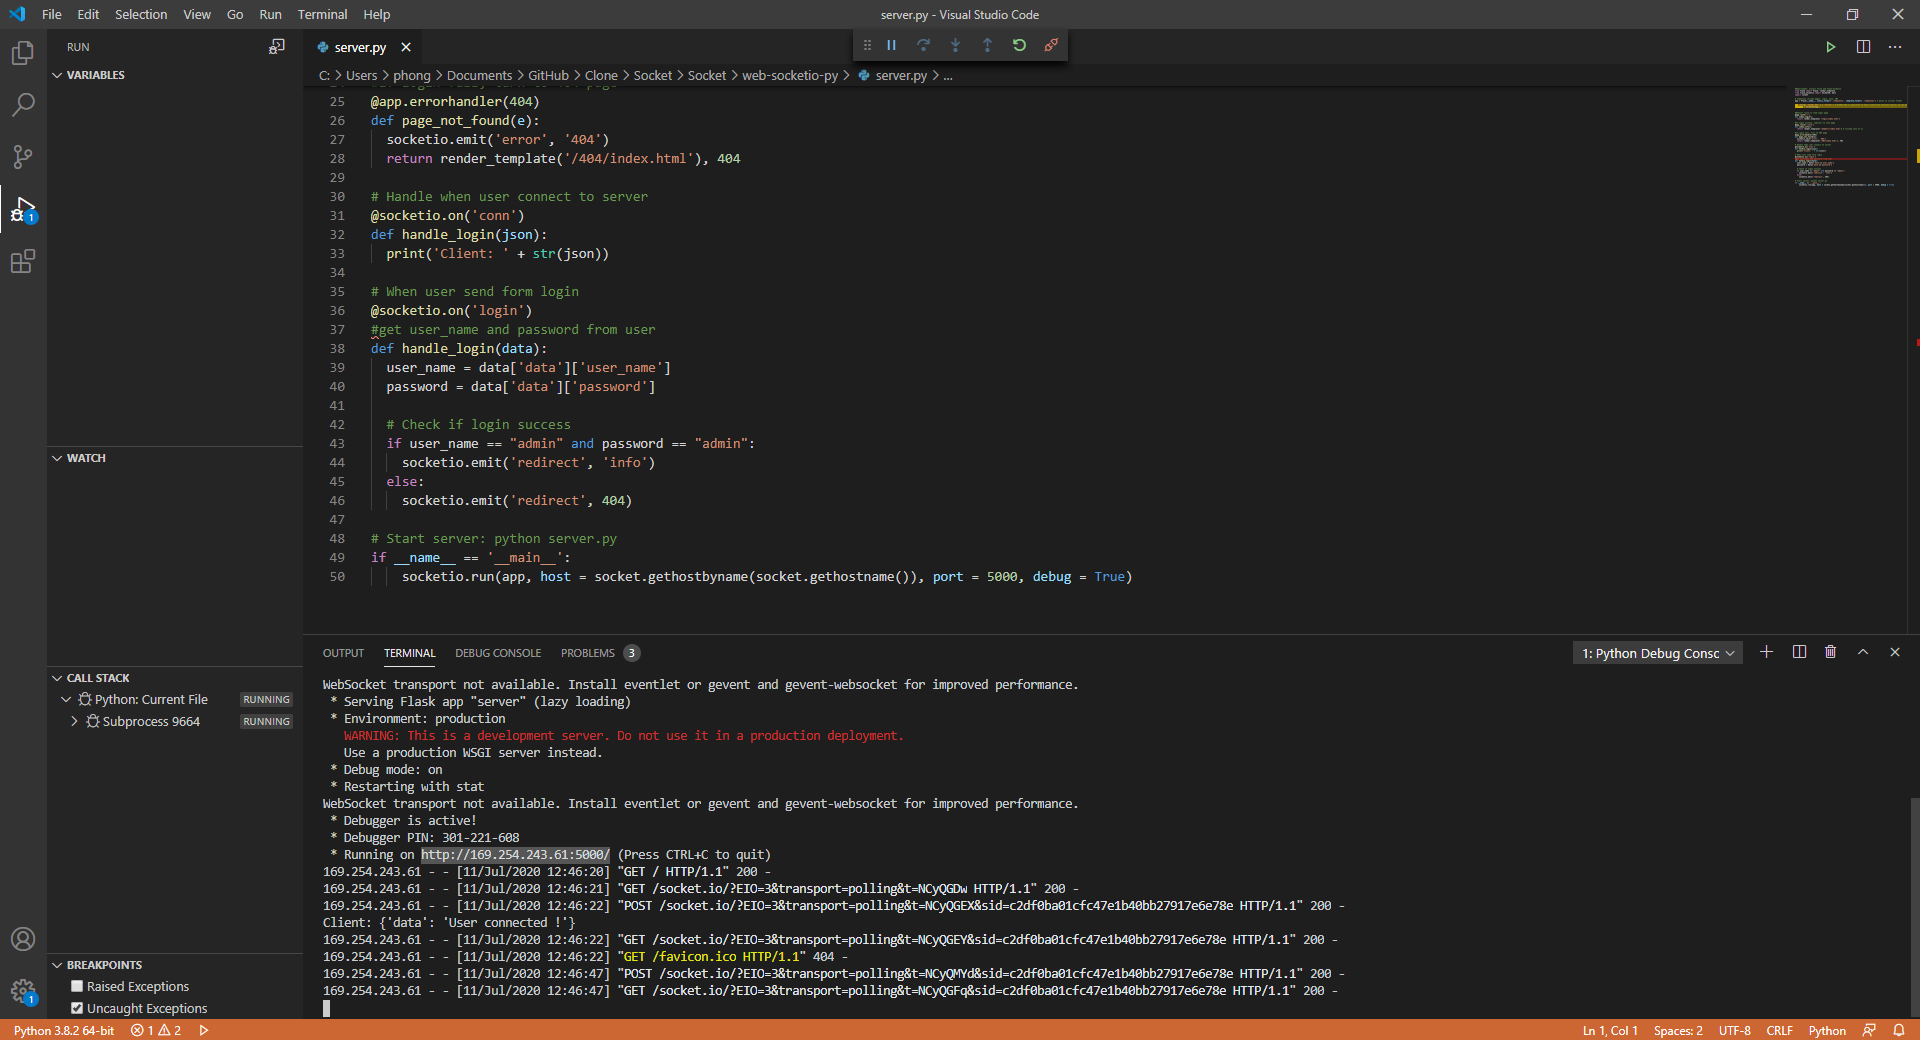 File Edit Selection View Go Run Terminal Help
server.py - Visual Studio Code
RUN
server.py
VARIABLES
C: > Users > phong > Documents > GitHub > Clone > Socket > Socket > web-socketio-py > server.py > ...
25 @app.errorhandler(404)
26 def page_not_found(e):
27 socketio.emit('error', '404')
28 return render_template('/404/index.html'), 404
29
30 # Handle when user connect to server
31 @socketio.on('conn')
32 def handle_login(json):
33 print('Client: ' + str(json))
34
35 # When user send form login
36 @socketio.on('login')
37 #get user_name and password from user
38 def handle_login(data):
39 user_name = data['data']['user_name']
40 password = data['data']['password']
41
42 # Check if login success
43 if user_name == "admin" and password == "admin":
44 socketio.emit('redirect', 'info')
45 else:
46 socketio.emit('redirect', 404)
47
48 # Start server: python server.py
49 if __name__ == '__main__':
50 socketio.run(app, host = socket.gethostbyname(socket.gethostname()), port = 5000, debug = True)
WATCH
CALL STACK
Python: Current File RUNNING
Subprocess 9664 RUNNING
BREAKPOINTS
Raised Exceptions
Uncaught Exceptions
1
1
OUTPUT TERMINAL DEBUG CONSOLE PROBLEMS 3
1: Python Debug Consc
WebSocket transport not available. Install eventlet or gevent and gevent-websocket for improved performance.
* Serving Flask app "server" (lazy loading)
* Environment: production
WARNING: This is a development server. Do not use it in a production deployment.
Use a production WSGI server instead.
* Debug mode: on
* Restarting with stat
WebSocket transport not available. Install eventlet or gevent and gevent-websocket for improved performance.
* Debugger is active!
* Debugger PIN: 301-221-608
* Running on http://169.254.243.61:5000/ (Press CTRL+C to quit)
169.254.243.61 - - [11/Jul/2020 12:46:20] "GET / HTTP/1.1" 200 -
169.254.243.61 - - [11/Jul/2020 12:46:21] "GET /socket.io/?EIO=3&transport=polling&t=NCyQGDw HTTP/1.1" 200 -
169.254.243.61 - - [11/Jul/2020 12:46:22] "POST /socket.io/?EIO=3&transport=polling&t=NCyQGEX&sid=c2df0ba01cfc47e1b40bb27917e6e78e HTTP/1.1" 200 -
Client: {'data': 'User connected !'}
169.254.243.61 - - [11/Jul/2020 12:46:22] "GET /socket.io/?EIO=3&transport=polling&t=NCyQGEY&sid=c2df0ba01cfc47e1b40bb27917e6e78e HTTP/1.1" 200 -
169.254.243.61 - - [11/Jul/2020 12:46:22] "GET /favicon.ico HTTP/1.1" 404 -
169.254.243.61 - - [11/Jul/2020 12:46:47] "POST /socket.io/?EIO=3&transport=polling&t=NCyQMYd&sid=c2df0ba01cfc47e1b40bb27917e6e78e HTTP/1.1" 200 -
169.254.243.61 - - [11/Jul/2020 12:46:47] "GET /socket.io/?EIO=3&transport=polling&t=NCyQGFq&sid=c2df0ba01cfc47e1b40bb27917e6e78e HTTP/1.1" 200 -
Python 3.8.2 64-bit 1 2
Ln 1, Col 1 Spaces: 2 UTF-8 CRLF Python